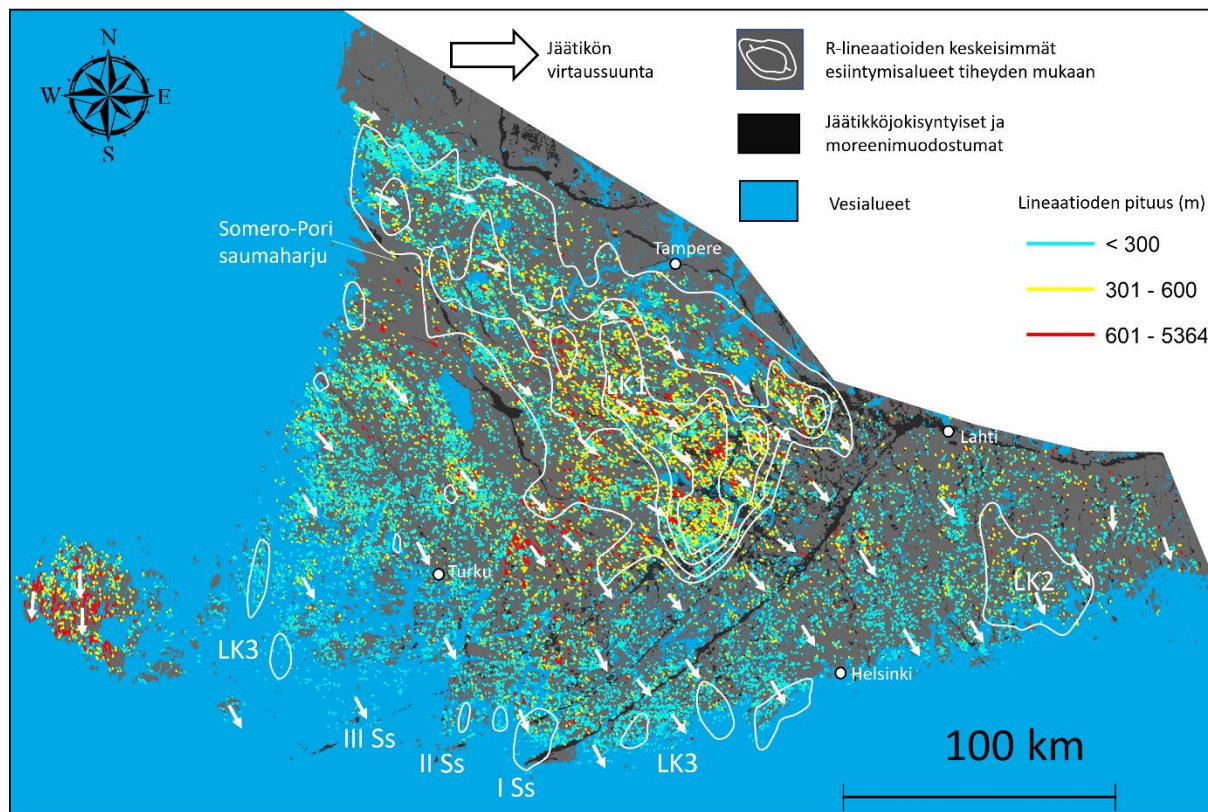 N
W
E
S
Jäätikön
virtaussuunta
R-lineaatioiden keskeisimmät
esiintymisalueet tiheyden mukaan
Jäätikköjokisyntyiset ja
moreenimuodostumat
Vesialueet
Lineaatioden pituus (m)
< 300
301 - 600
601 - 5364
Somero-Pori
saumaharju
Tampere
LK1
Lahti
Turku
LK2
LK3
Helsinki
III Ss
II Ss
I Ss
LK3
100 km